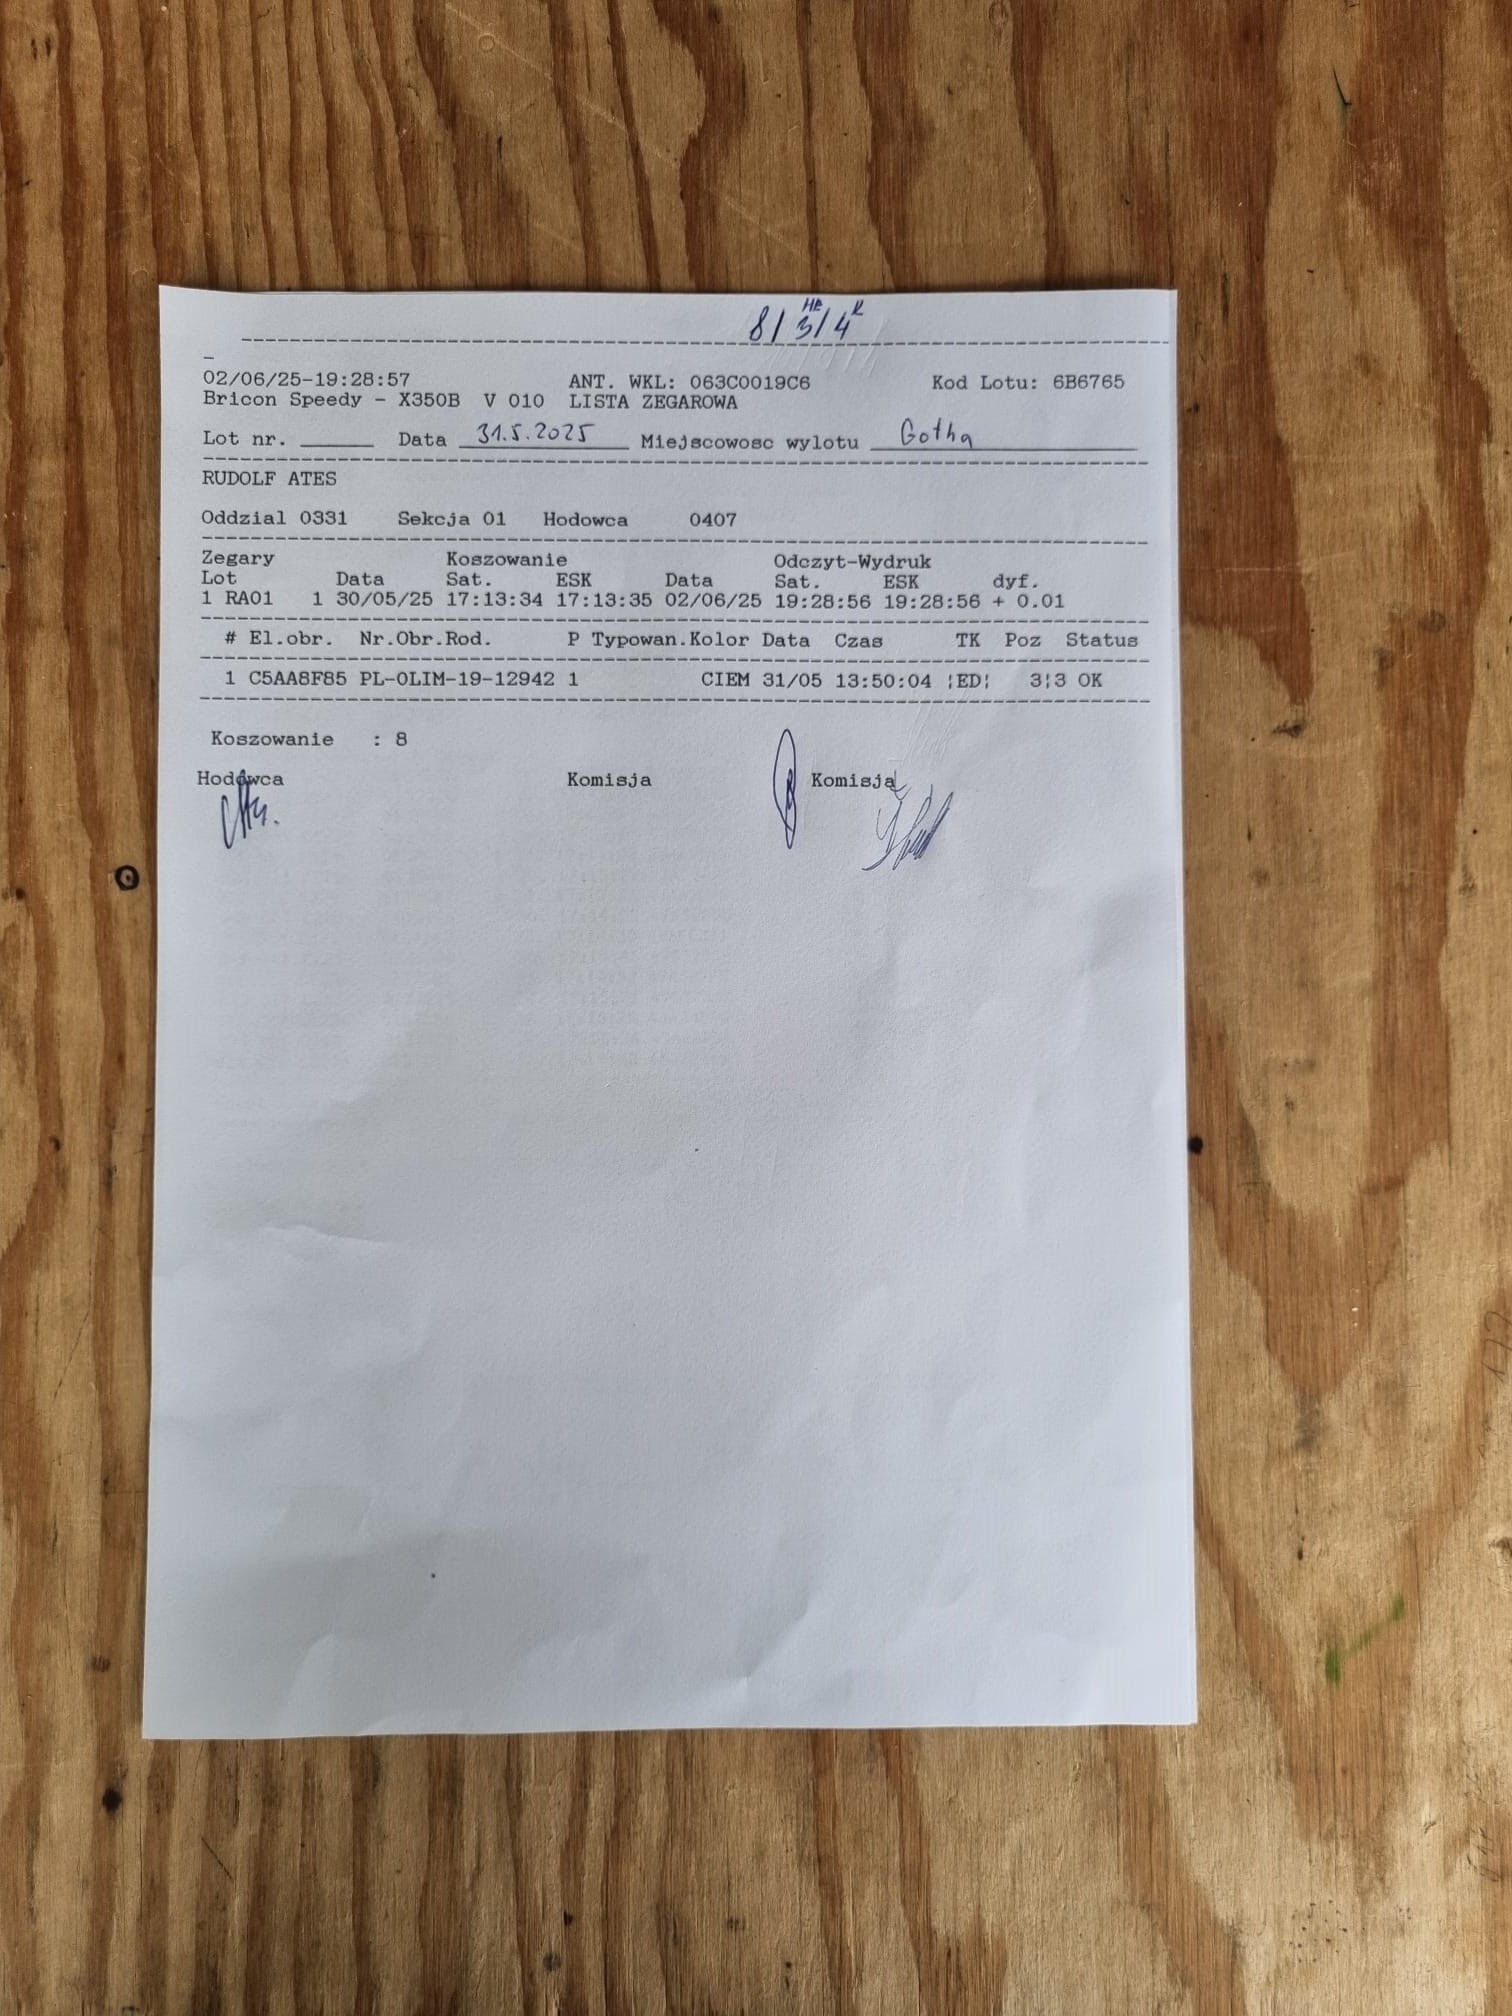 8/3/4
HP R
02/06/25-19:28:57 ANT. WKL: 063C0019C6 Kod Lotu: 6B6765
Bricon Speedy - X350B V 010 LISTA ZEGAROWA
Lot nr. ______ Data 31.5.2025 Miejscowosc wylotu Gotha
RUDOLF ATES
Oddzial 0331 Sekcja 01 Hodowca 0407
Zegary Koszowanie Odczyt-Wydruk
Lot Data Sat. ESK Data Sat. ESK dyf.
1 RA01 1 30/05/25 17:13:34 17:13:35 02/06/25 19:28:56 19:28:56 + 0.01
# El.obr. Nr.Obr.Rod. P Typowan.Kolor Data Czas TK Poz Status
1 C5AA8F85 PL-0LIM-19-12942 1 CIEM 31/05 13:50:04 ¦ED¦ 3¦3 OK
Koszowanie : 8
Hodowca Komisja Komisja